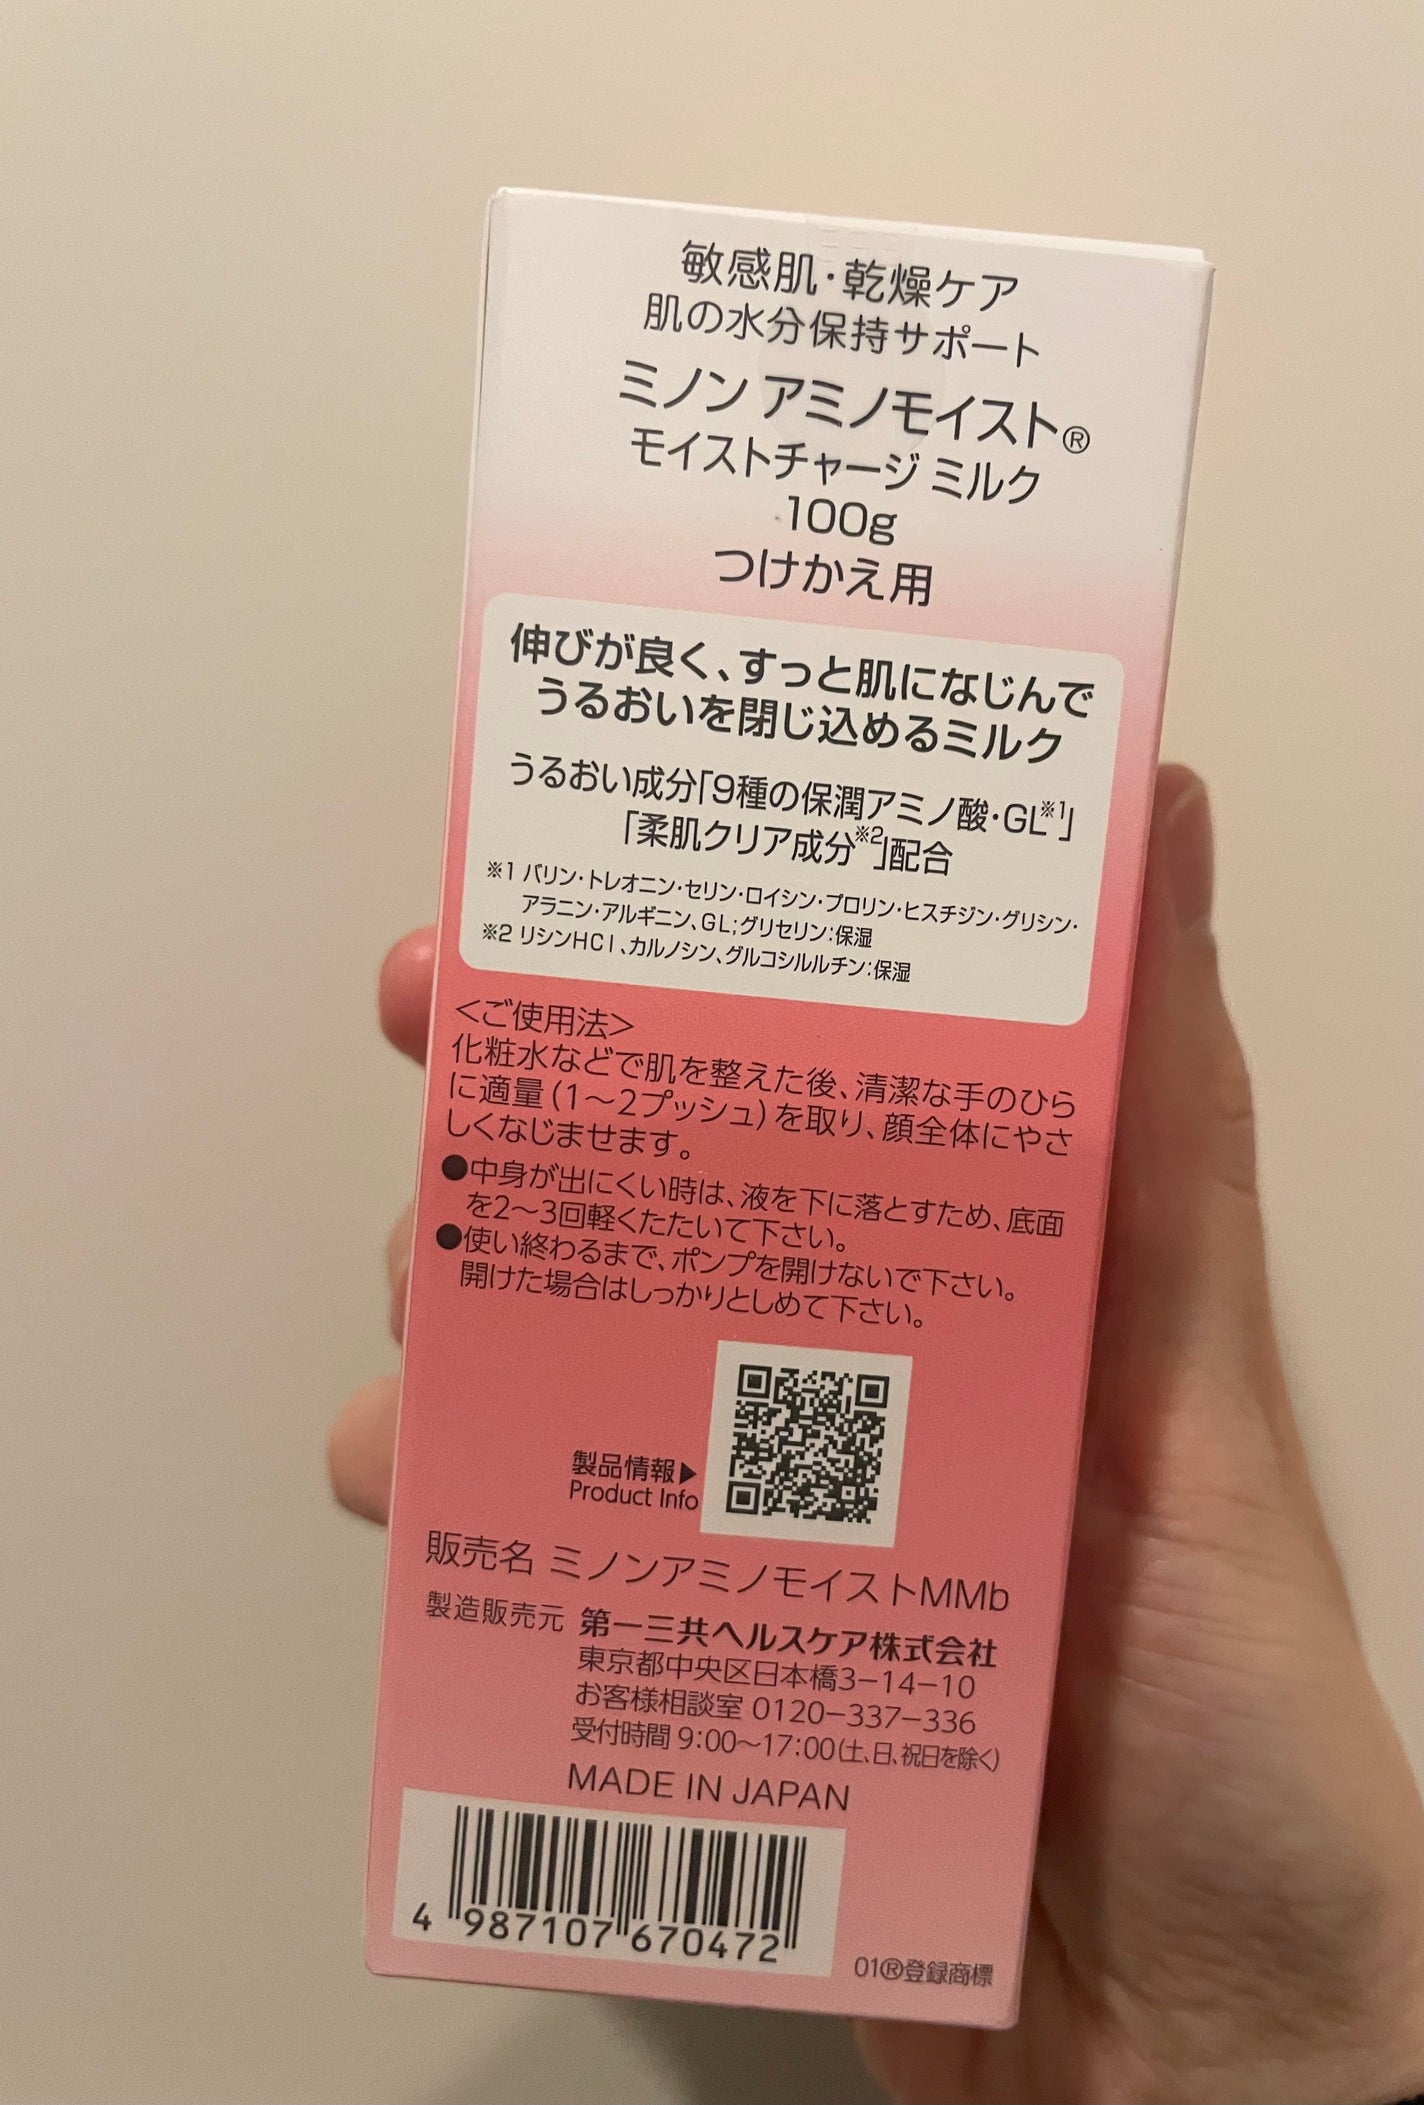 敏感肌・乾燥ケア
肌の水分保持サポート
ミノン アミノモイスト®
モイストチャージ ミルク
100g
つけかえ用
伸びが良く、すっと肌になじんで
うるおいを閉じ込めるミルク
うるおい成分「9種の保潤アミノ酸・GL※1」
「柔肌クリア成分※2」配合
※1 バリン・トレオニン・セリン・ロイシン・プロリン・ヒスチジン・グリシン・
アラニン・アルギニン、GL;グリセリン:保湿
※2 リシンHCl、カルノシン、グルコシルルチン:保湿
＜ご使用法＞
化粧水などで肌を整えた後、清潔な手のひら
に適量(1〜2プッシュ)を取り、顔全体にやさ
しくなじませます。
●中身が出にくい時は、液を下に落とすため、底面
を2〜3回軽くたたいて下さい。
●使い終わるまで、ポンプを開けないで下さい。
開けた場合はしっかりとしめて下さい。
製品情報▶
Product Info
販売名 ミノンアミノモイストMMb
製造販売元 第一三共ヘルスケア株式会社
東京都中央区日本橋3−14−10
お客様相談室 0120−337−336
受付時間 9:00〜17:00(土、日、祝日を除く)
MADE IN JAPAN
4 987107 670472
01®登録商標